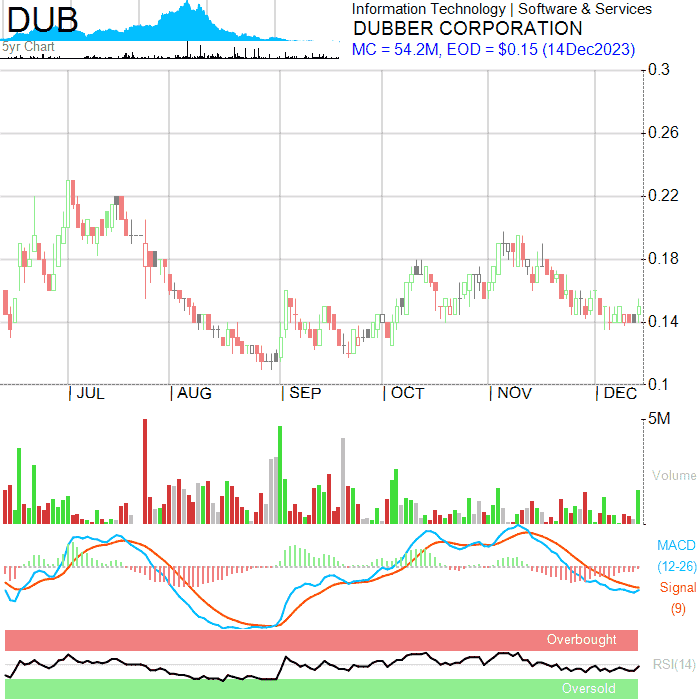 DUB
5yr Chart
Information Technology | Software & Services
DUBBER CORPORATION
MC = 54.2M, EOD = $0.15 (14Dec2023)
0.3
0.26
0.22
0.18
0.14
0.1
| JUL | AUG | SEP | OCT | NOV | DEC
5M
Volume
MACD
(12-26)
Signal
(9)
Overbought
RSI(14)
Oversold